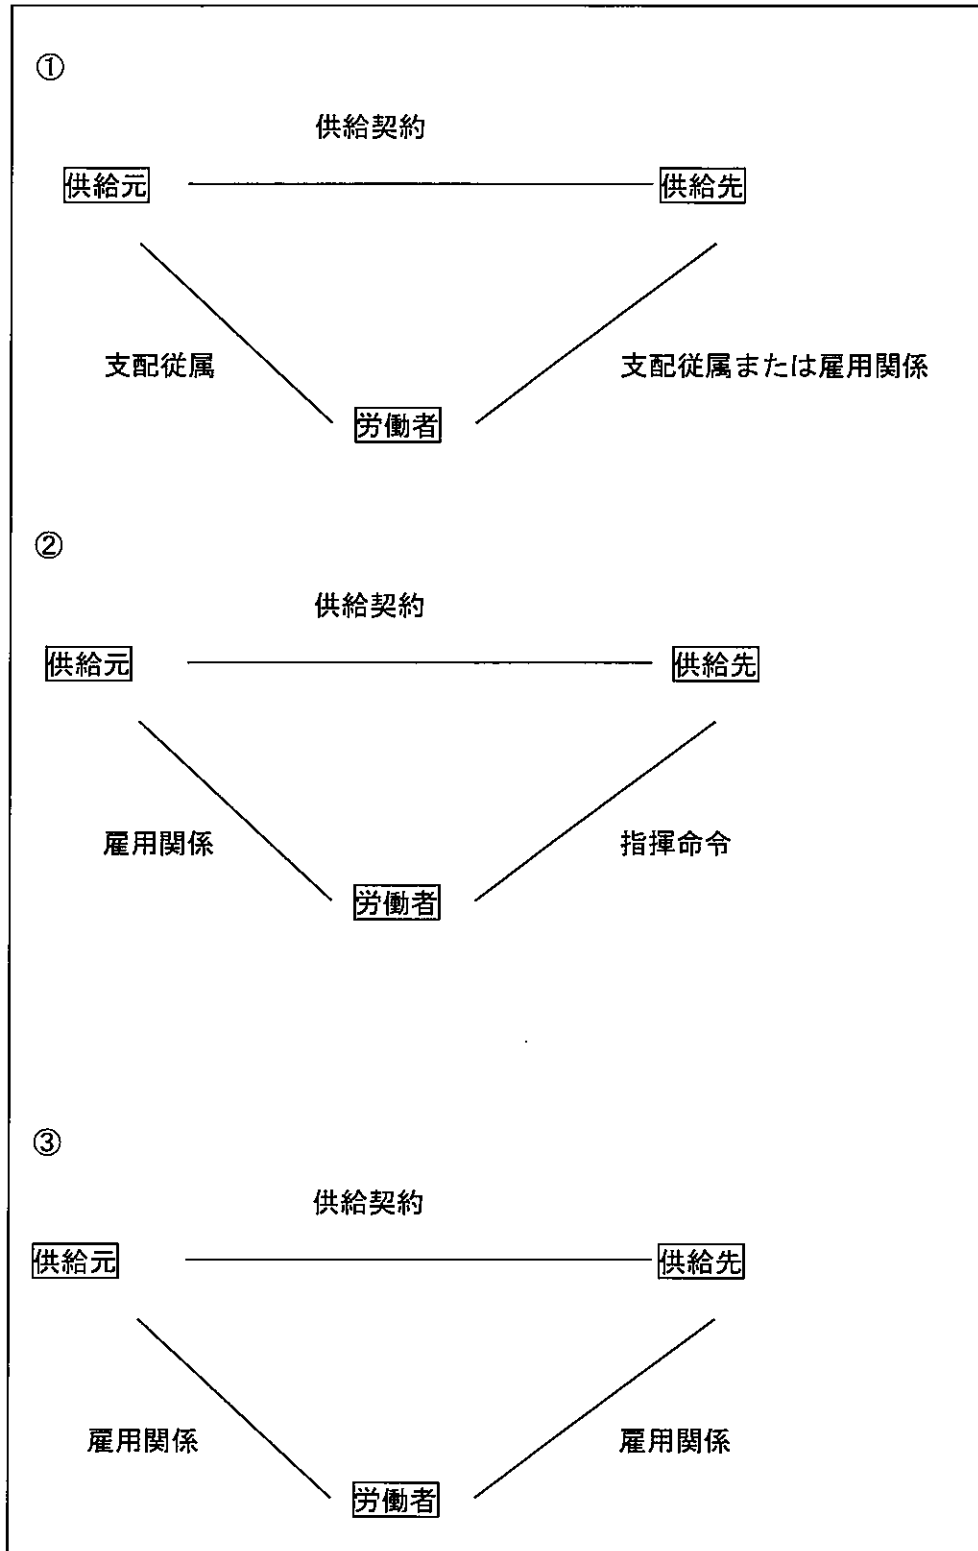 ①
供給契約
供給元 供給先
支配従属 支配従属または雇用関係
労働者
②
供給契約
供給元 供給先
雇用関係 指揮命令
労働者
③
供給契約
供給元 供給先
雇用関係 雇用関係
労働者